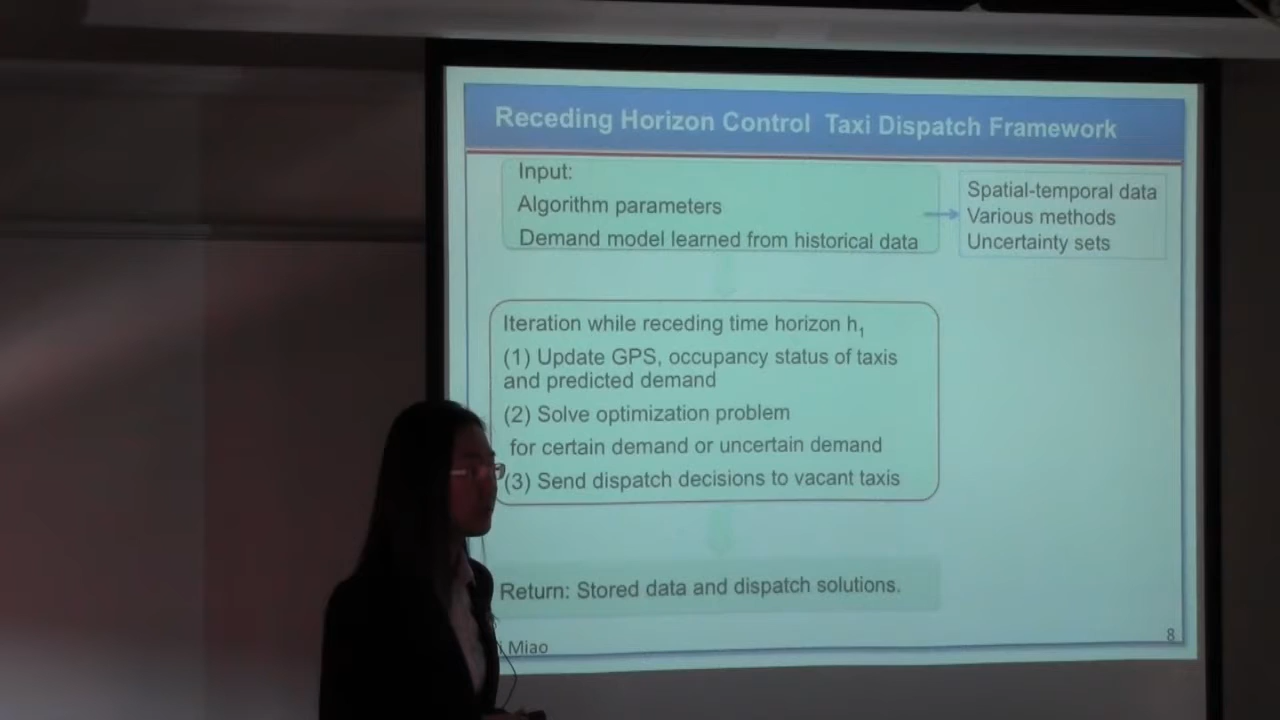 Receding Horizon Control Taxi Dispatch Framework
Input:
Algorithm parameters
Demand model learned from historical data
Spatial-temporal data
Various methods
Uncertainty sets
Iteration while receding time horizon h₁
(1) Update GPS, occupancy status of taxis
and predicted demand
(2) Solve optimization problem
for certain demand or uncertain demand
(3) Send dispatch decisions to vacant taxis
Return: Stored data and dispatch solutions.
Miao
8